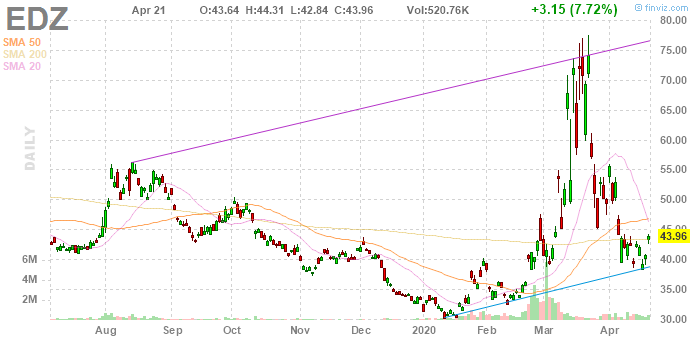 EDZ
Apr 21 O:43.64 H:44.31 L:42.84 C:43.96 Vol:520.76K +3.15 (7.72%)
© finviz.com
SMA 50
SMA 200
SMA 20
DAILY
80.00
75.00
70.00
65.00
60.00
55.00
50.00
45.00
43.96
40.00
35.00
30.00
6M
4M
2M
Aug Sep Oct Nov Dec 2020 Feb Mar Apr